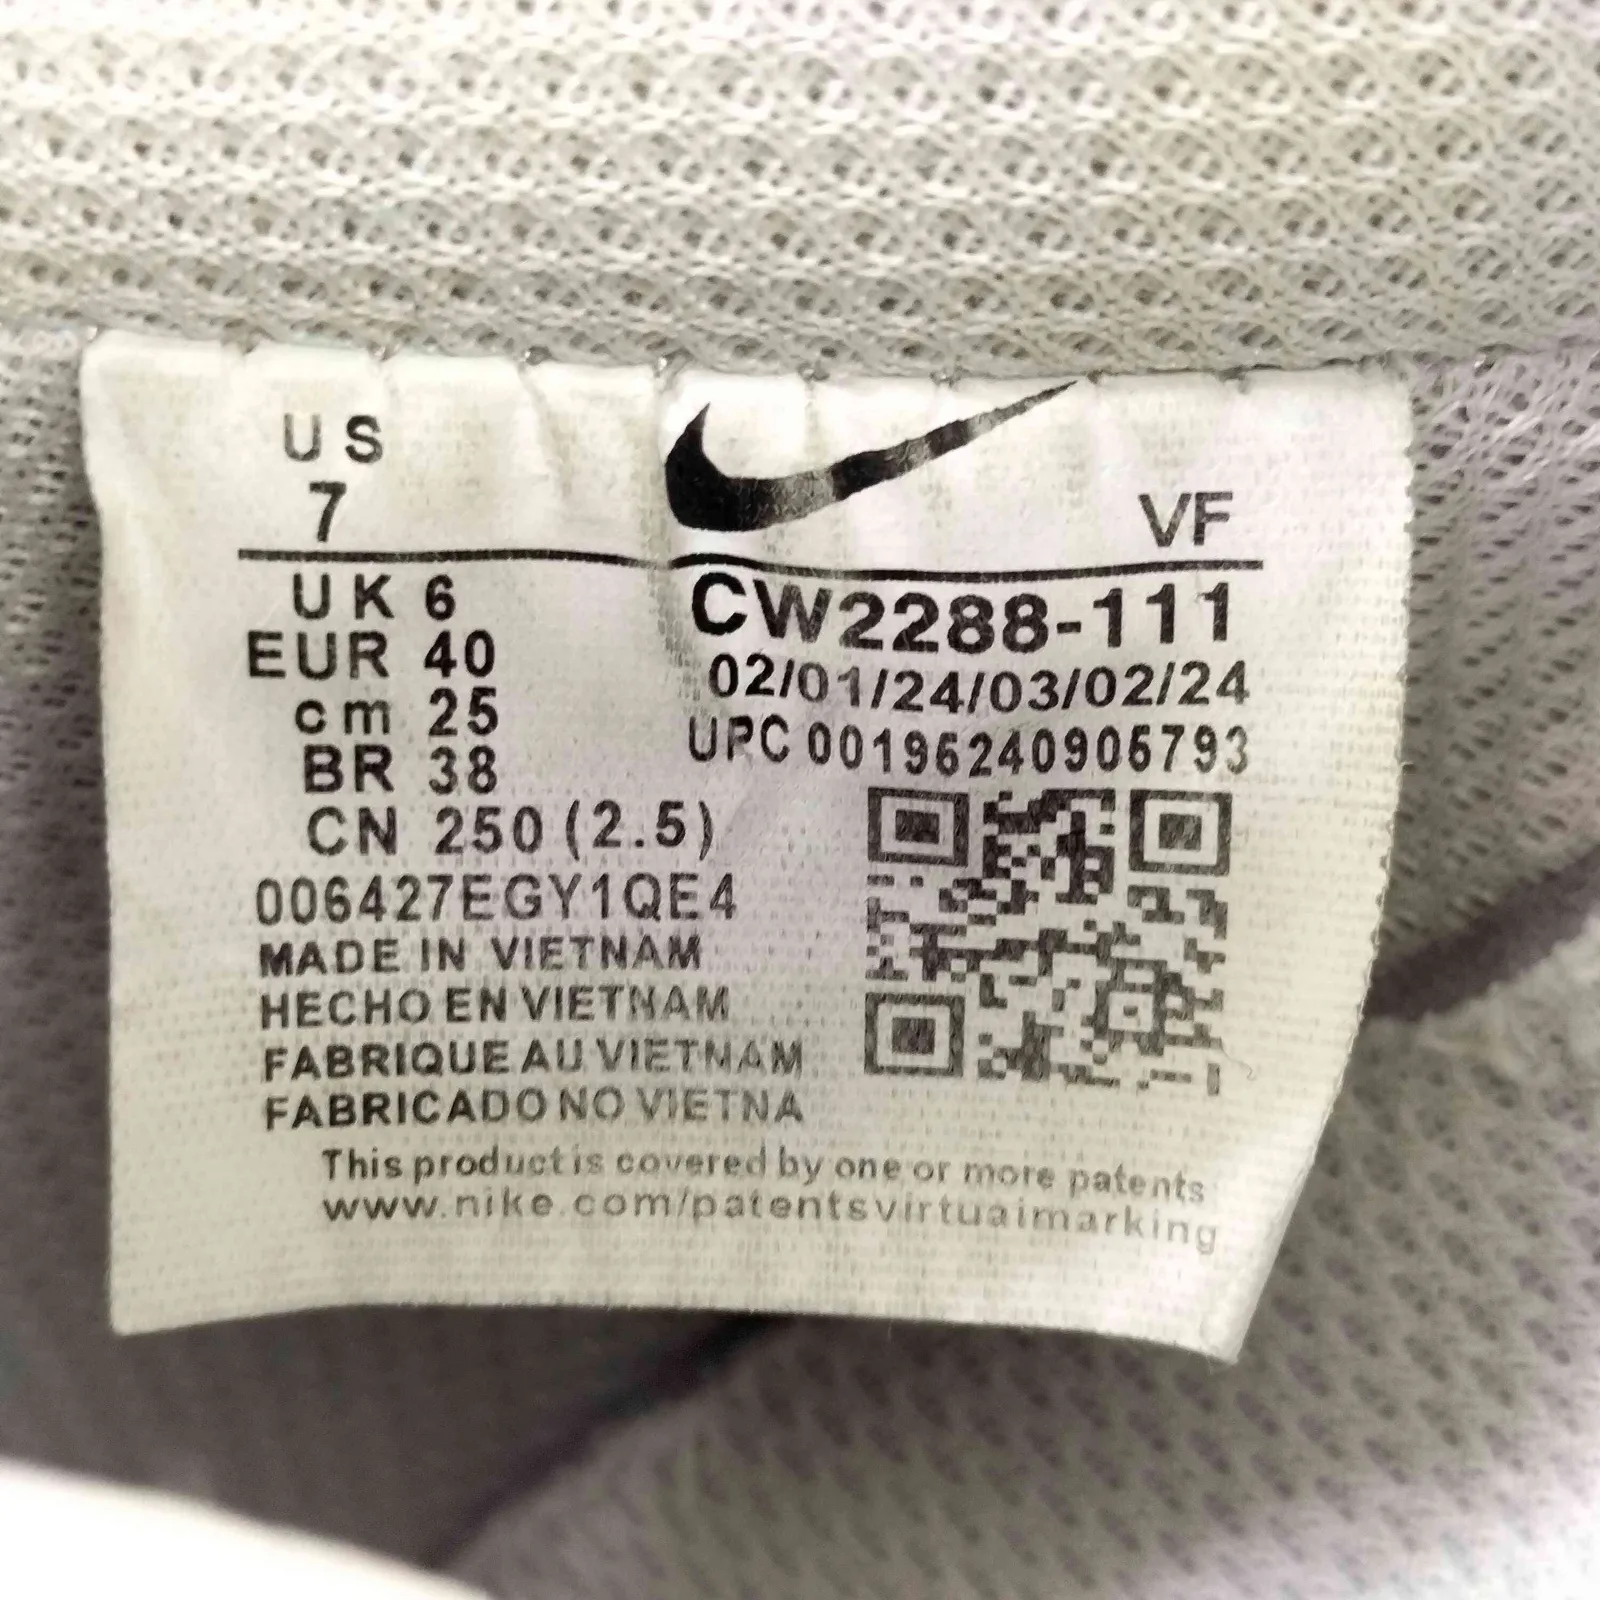 US
7
VF
UK 6
EUR 40
cm 25
BR 38
CN 250 (2.5)
CW2288-111
02/01/24/03/02/24
UPC 00196240905793
006427EGY1QE4
MADE IN VIETNAM
HECHO EN VIETNAM
FABRIQUE AU VIETNAM
FABRICADO NO VIETNA
This product is covered by one or more patents
www.nike.com/patentsvirtualmarking